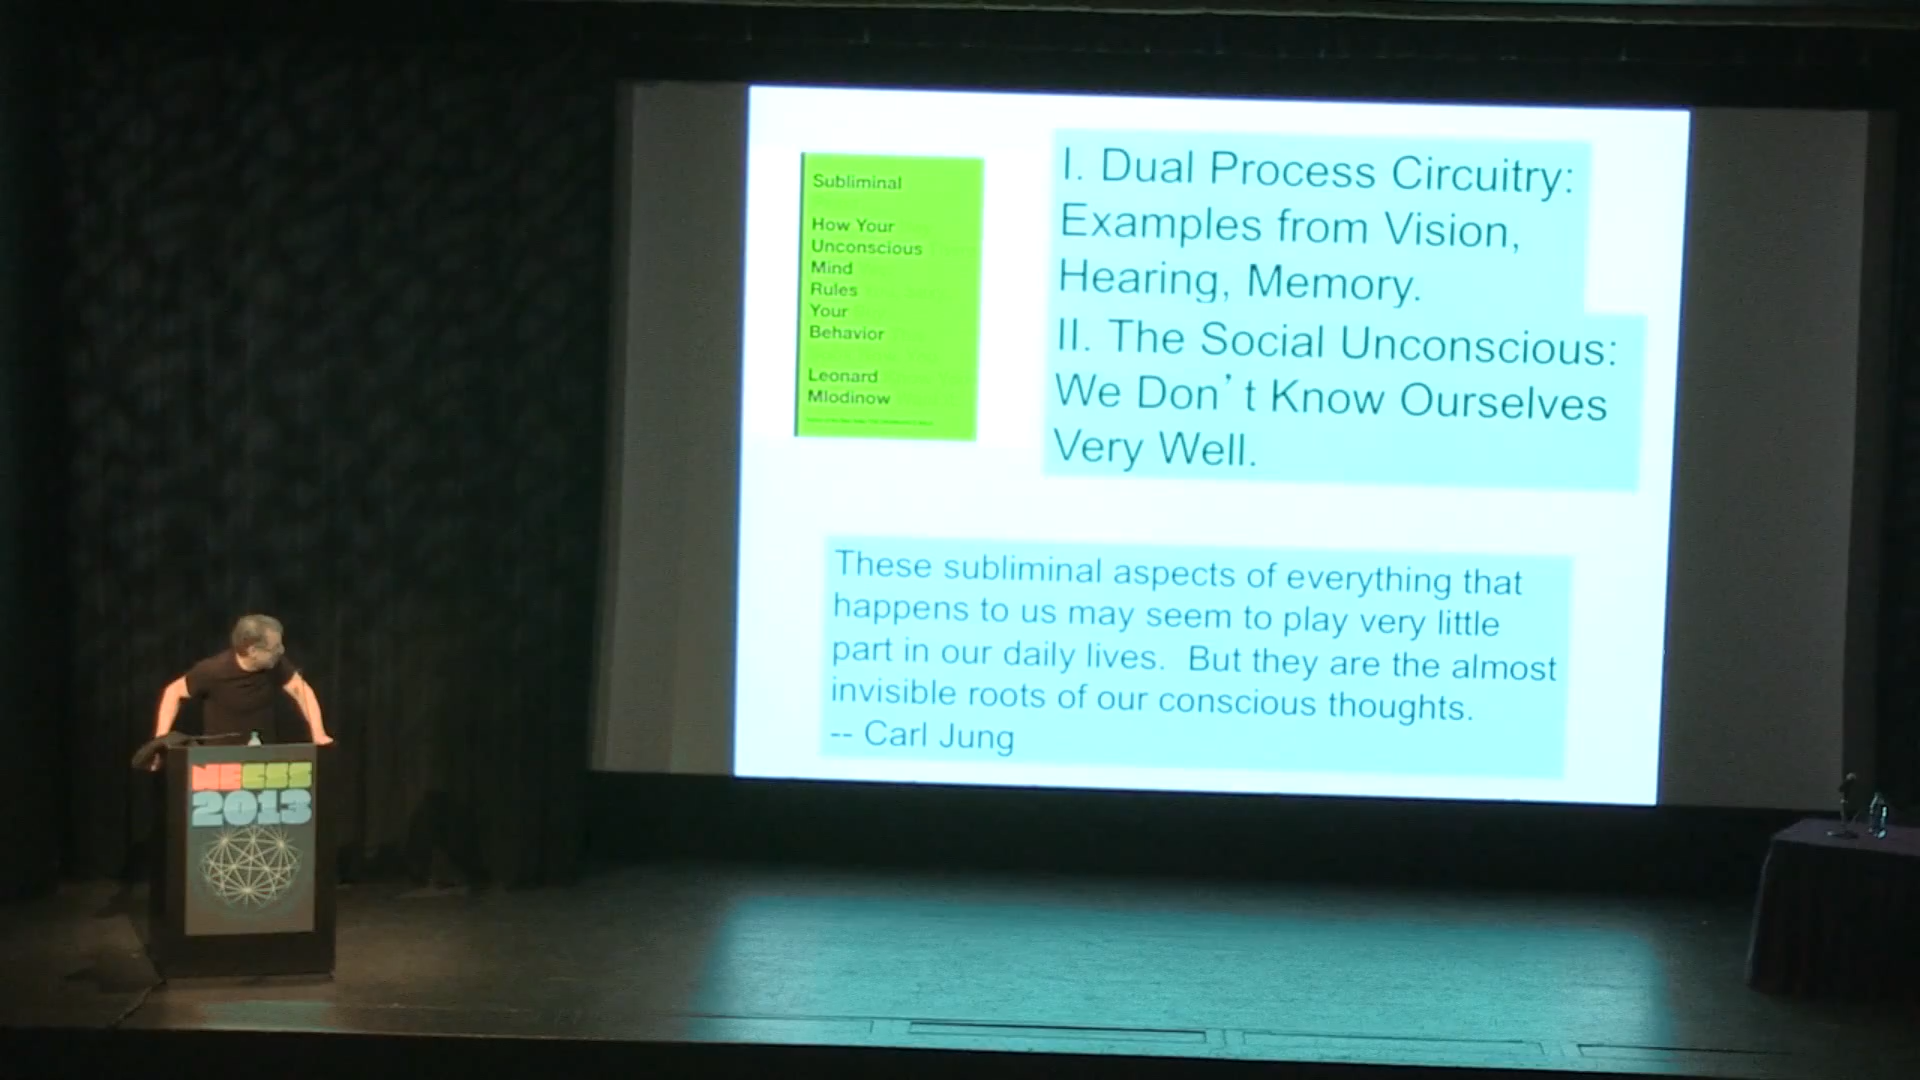 Subliminal
How Your
Unconscious
Mind
Rules
Your
Behavior
Leonard
Mlodinow
I. Dual Process Circuitry:
Examples from Vision,
Hearing, Memory.
II. The Social Unconscious:
We Don’t Know Ourselves
Very Well.
These subliminal aspects of everything that
happens to us may seem to play very little
part in our daily lives.  But they are the almost
invisible roots of our conscious thoughts.
-- Carl Jung
NECSS
2013